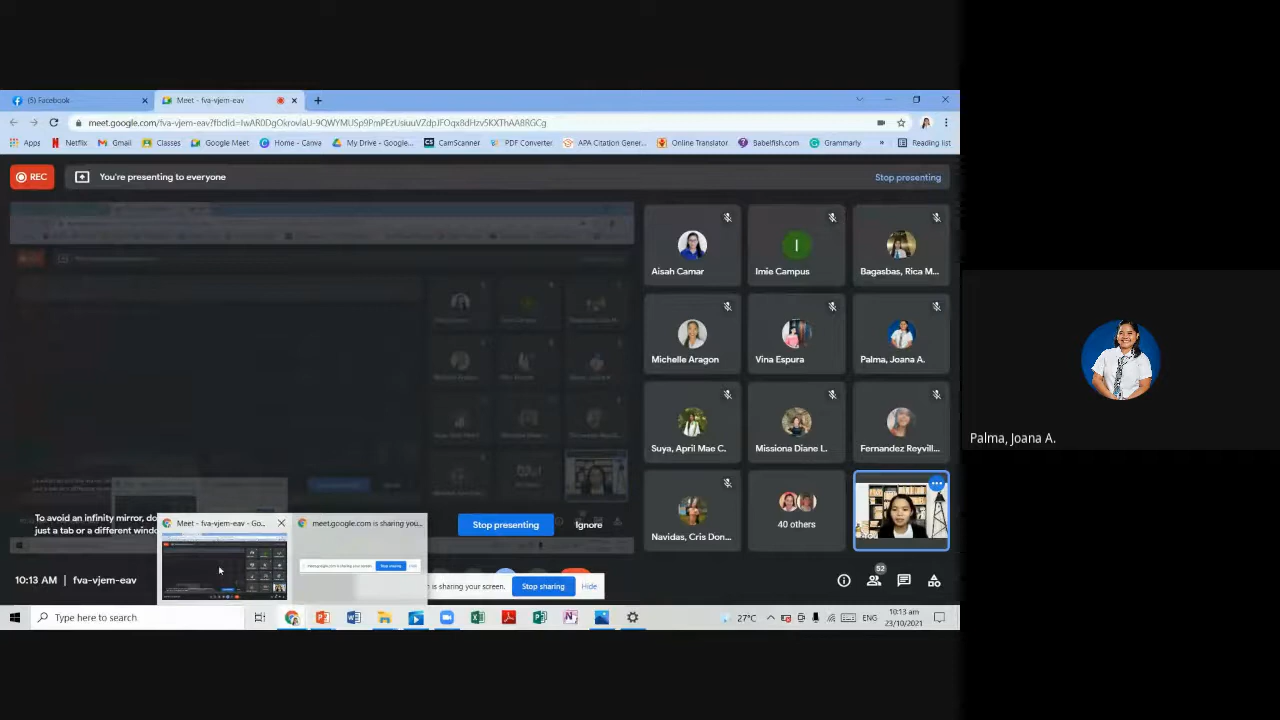 (5) Facebook
Meet - fva-vjem-eav
meet.google.com/fva-vjem-eav?fbclid=
Apps
Netflix
Gmail
Classes
Google Meet
Home - Canva
My Drive - Google...
CamScanner
PDF Converter
APA Citation Gener...
Online Translator
Babelfish.com
Grammarly
»
Reading list
REC
You're presenting to everyone
Stop presenting
Aisah Camar
I
Imie Campus
Bagasbas, Rica M...
Michelle Aragon
Vina Espura
Palma, Joana A.
Suya, April Mae C.
Missiona Diane L.
Fernandez Reyvill...
Navidas, Cris Don...
40 others
Palma, Joana A.
To avoid an infinity mirror, do
just a tab or a different windo
Stop presenting
Ignore
Meet - fva-vjem-eav - Go...
meet.google.com is sharing you...
Stop sharing
Hide
10:13 AM | fva-vjem-eav
is sharing your screen.
Stop sharing
Hide
52
Type here to search
27°C
ENG
10:13 am
23/10/2021